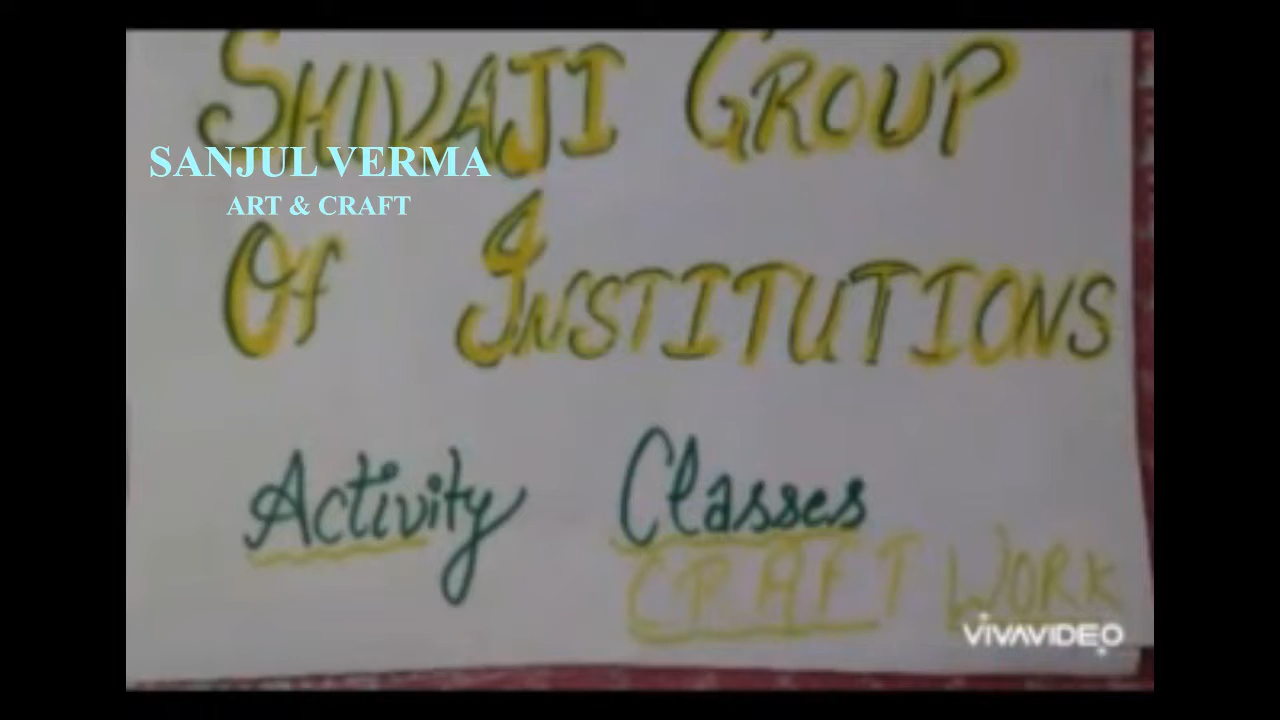 SHIVAJI GROUP
SANJUL VERMA
ART & CRAFT
Of INSTITUTIONS
Activity Classes
CRAFT WORK
VIVAVIDEO